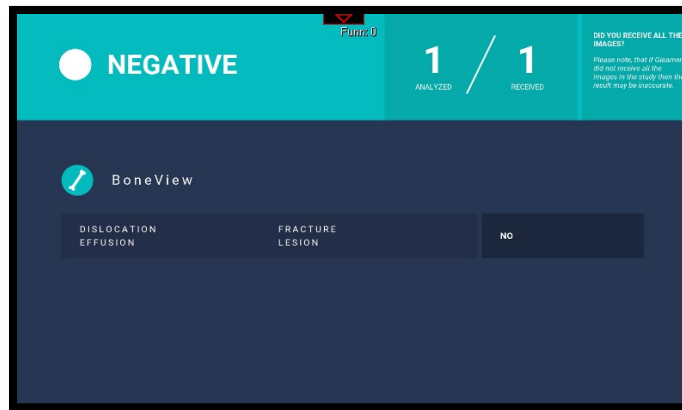 Funn: 0
NEGATIVE
1 / 1
ANALYZED RECEIVED
DID YOU RECEIVE ALL THE
IMAGES?
Please note, that if Gleamer
did not receive all the
images in the study then the
result may be inaccurate.
BoneView
DISLOCATION FRACTURE
EFFUSION LESION
NO